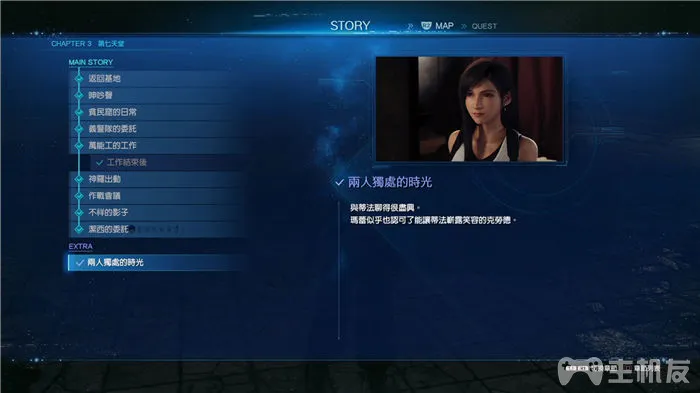 STORY
MAP
QUEST
CHAPTER 3 第七天堂
MAIN STORY
返回基地
呻吟聲
貧民窟的日常
義警隊的委託
萬能工的工作
工作結束後
神羅出動
作戰會議
不祥的影子
潔西的委託
EXTRA
兩人獨處的時光
兩人獨處的時光
與蒂法聊得很盡興。
瑪蕾似乎也認可了能讓蒂法嶄露笑容的克勞德。
主机友